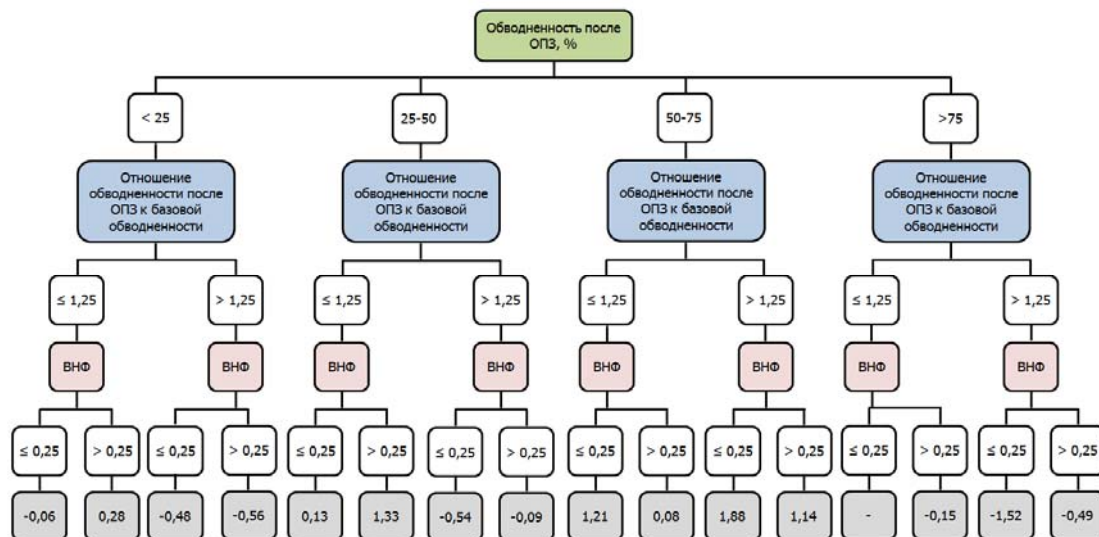 Обводненность после
ОПЗ, %
< 25
25-50
50-75
>75
Отношение
обводненности после
ОПЗ к базовой
обводненности
Отношение
обводненности после
ОПЗ к базовой
обводненности
Отношение
обводненности после
ОПЗ к базовой
обводненности
Отношение
обводненности после
ОПЗ к базовой
обводненности
≤ 1,25
> 1,25
≤ 1,25
> 1,25
≤ 1,25
> 1,25
≤ 1,25
> 1,25
ВНФ
ВНФ
ВНФ
ВНФ
ВНФ
ВНФ
ВНФ
ВНФ
≤ 0,25
> 0,25
≤ 0,25
> 0,25
≤ 0,25
> 0,25
≤ 0,25
> 0,25
≤ 0,25
> 0,25
≤ 0,25
> 0,25
≤ 0,25
> 0,25
≤ 0,25
> 0,25
-0,06
0,28
-0,48
-0,56
0,13
1,33
-0,54
-0,09
1,21
0,08
1,88
1,14
-
-0,15
-1,52
-0,49